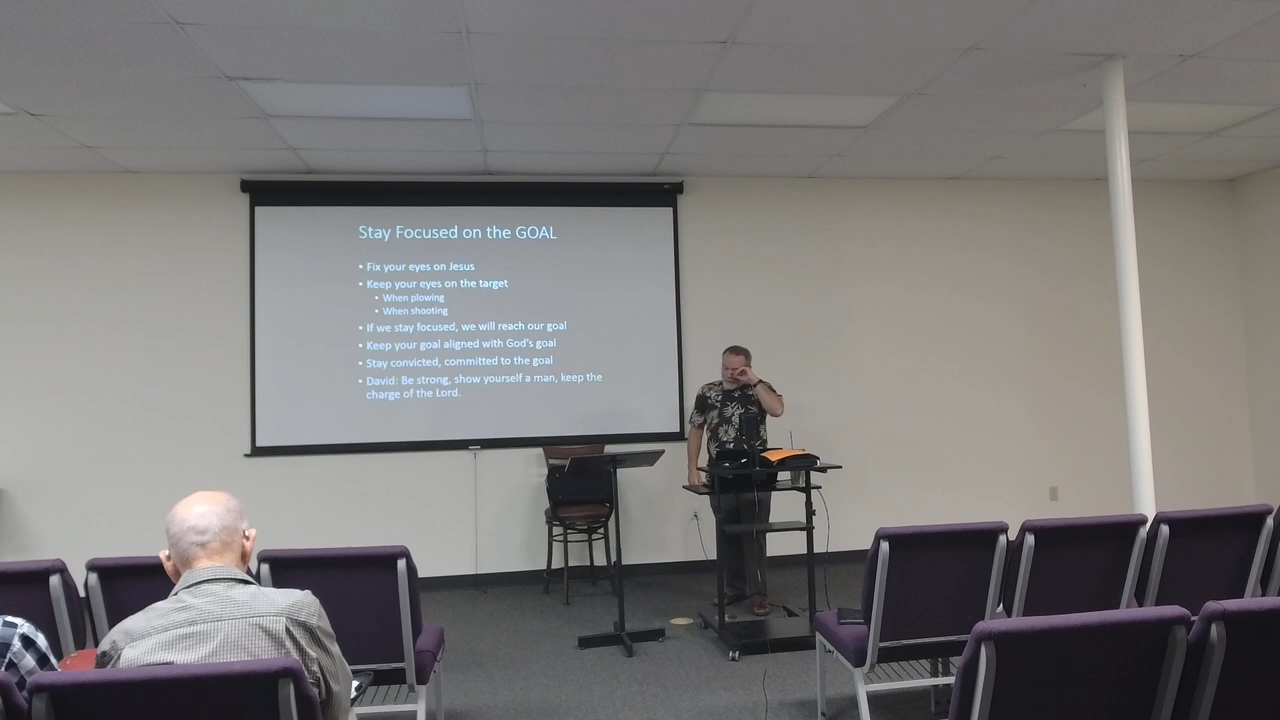 Stay Focused on the GOAL
• Fix your eyes on Jesus
• Keep your eyes on the target
• When plowing
• When shooting
• If we stay focused, we will reach our goal
• Keep your goal aligned with God's goal
• Stay convicted, committed to the goal
• David: Be strong, show yourself a man, keep the
charge of the Lord.